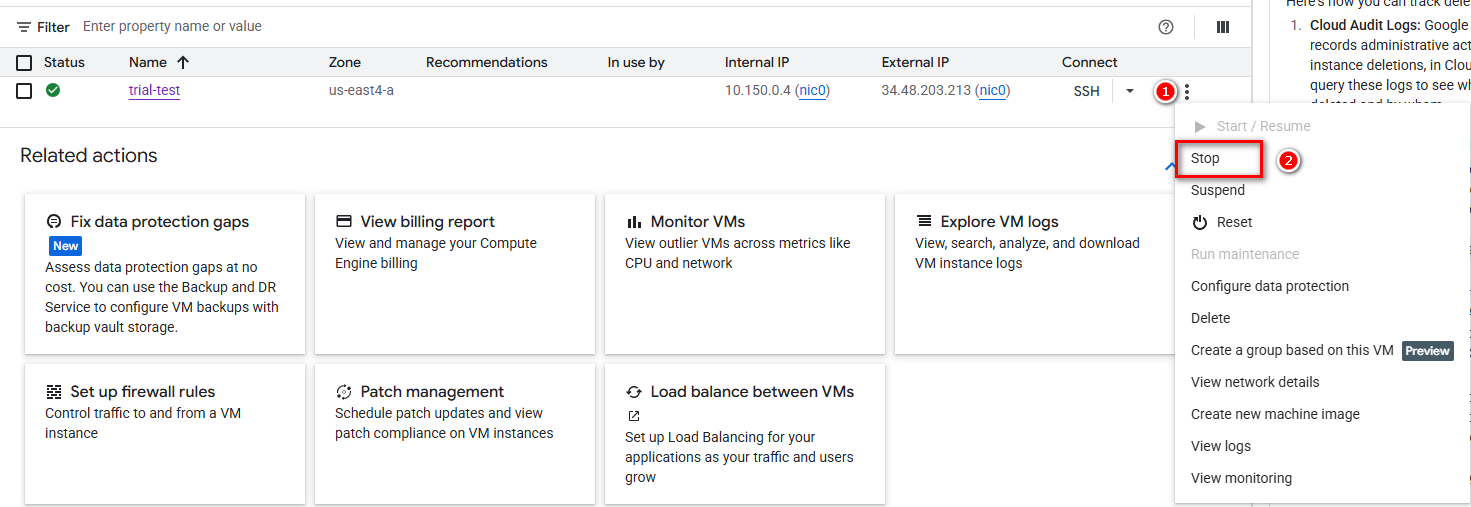 Here's how you can track dele
Filter Enter property name or value
1. Cloud Audit Logs: Google
records administrative act
instance deletions, in Clou
query these logs to see wh
Status Name Zone Recommendations In use by Internal IP External IP Connect
trial-test us-east4-a 10.150.0.4 (nic0) 34.48.203.213 (nic0) SSH 1
Start / Resume
Stop 2
Suspend
Reset
Run maintenance
Configure data protection
Delete
Create a group based on this VM Preview
View network details
Create new machine image
View logs
View monitoring
Related actions
Fix data protection gaps
New
Assess data protection gaps at no
cost. You can use the Backup and DR
Service to configure VM backups with
backup vault storage.
View billing report
View and manage your Compute
Engine billing
Monitor VMs
View outlier VMs across metrics like
CPU and network
Explore VM logs
View, search, analyze, and download
VM instance logs
Set up firewall rules
Control traffic to and from a VM
instance
Patch management
Schedule patch updates and view
patch compliance on VM instances
Load balance between VMs
Set up Load Balancing for your
applications as your traffic and users
grow